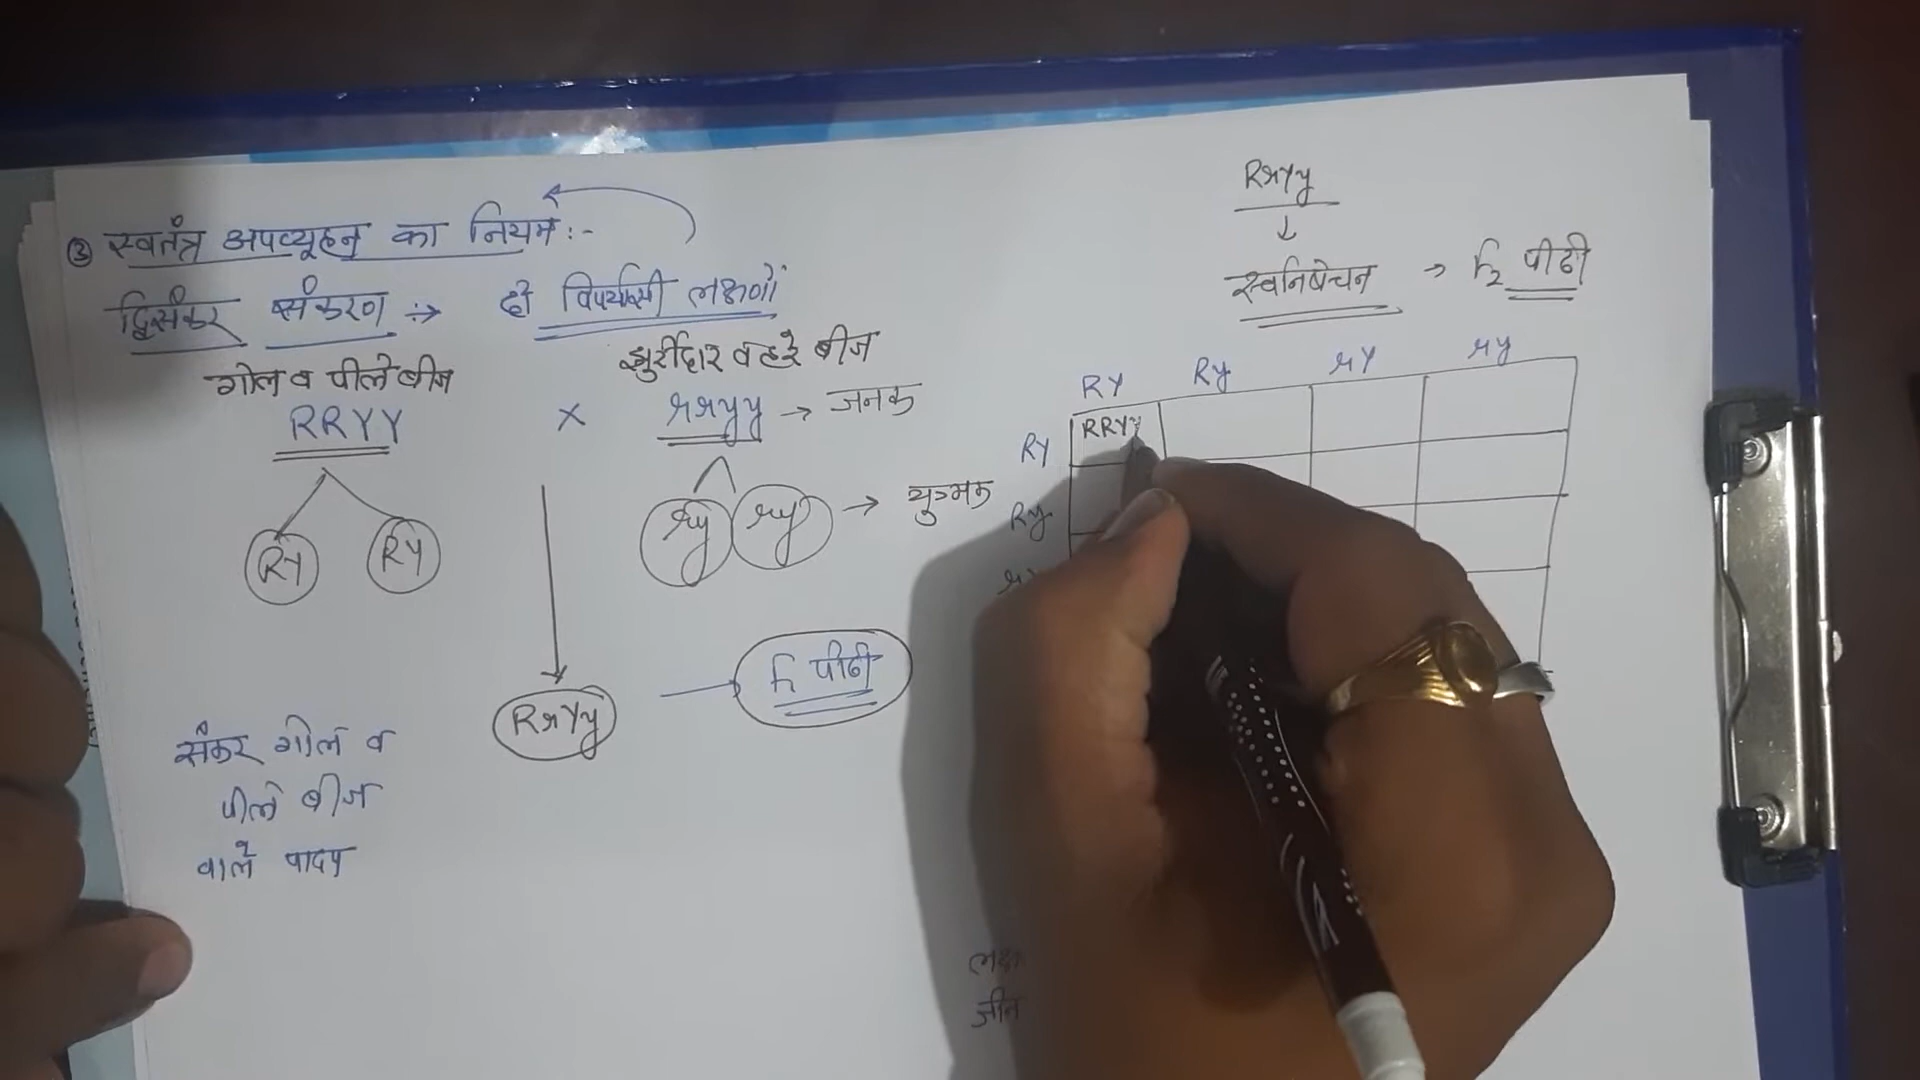 ③ स्वतंत्र अपव्यूहन का नियम :-
द्विसंकर संकरण :→ दो विपर्यासी लक्षणों
गोल व पीले बीज
झुर्रीदार व हरे बीज
RRYY × rryy → जनक
RY RY ry ry → युग्मक
RrYy → F1 पीढी
संकर गोल व
पीले बीज
वाले पादप
RrYy
↓
स्वनिषेचन → F2 पीढी
RY Ry rY ry
RY RRYY
Ry
जीन